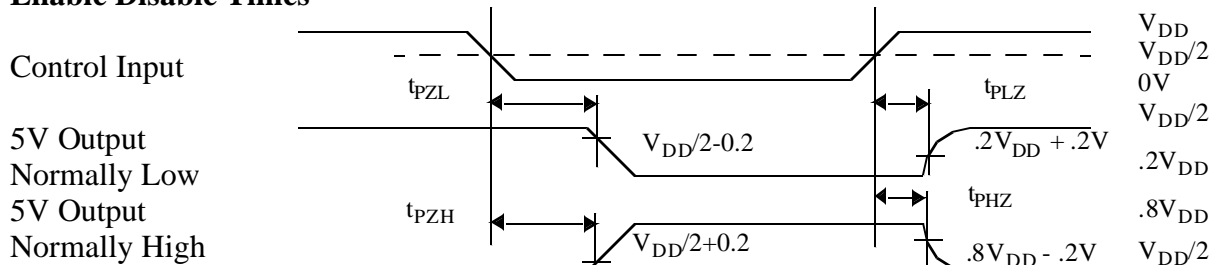 Enable Disable Times
V_DD
V_DD/2
Control Input
0V
t_PZL
t_PLZ
V_DD/2
5V Output
V_DD/2-0.2
.2V_DD + .2V
.2V_DD
Normally Low
5V Output
t_PZH
t_PHZ
.8V_DD
Normally High
V_DD/2+0.2
.8V_DD - .2V
V_DD/2